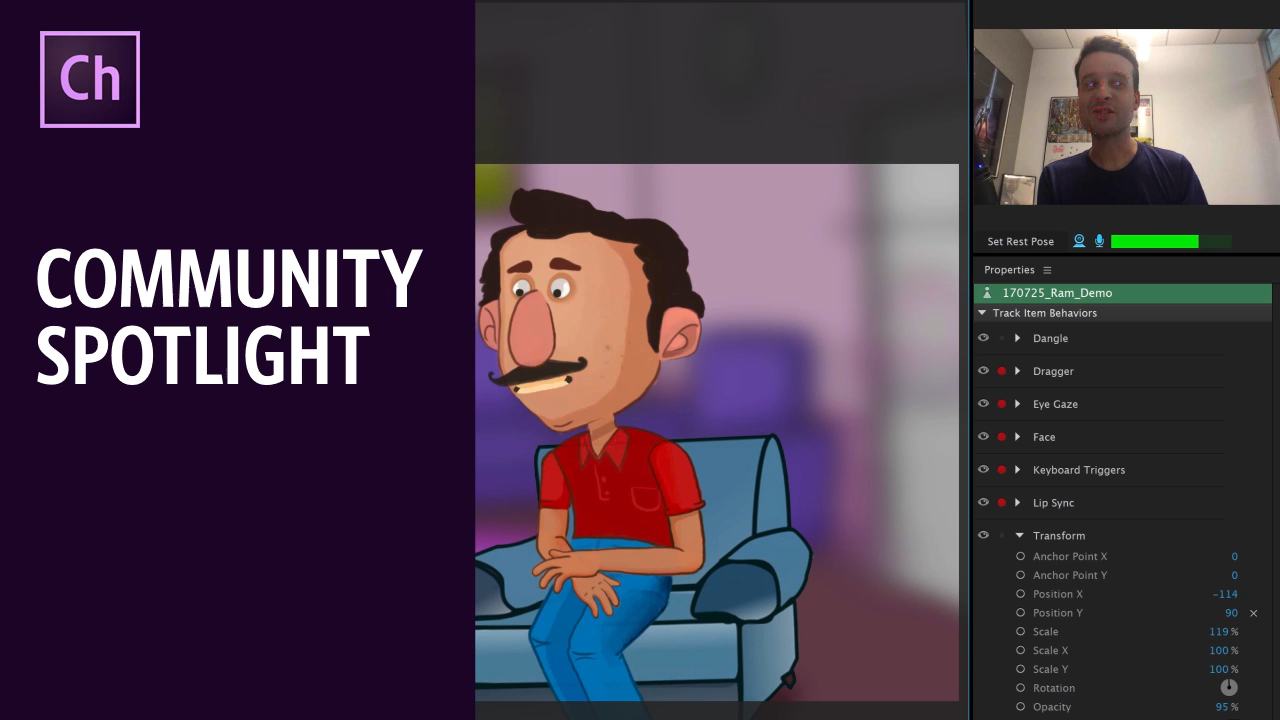 Ch
COMMUNITY
SPOTLIGHT
Set Rest Pose
Properties
170725_Ram_Demo
Track Item Behaviors
Dangle
Dragger
Eye Gaze
Face
Keyboard Triggers
Lip Sync
Transform
Anchor Point X 0
Anchor Point Y 0
Position X -114
Position Y 90
Scale 119 %
Scale X 100 %
Scale Y 100 %
Rotation
Opacity 95 %